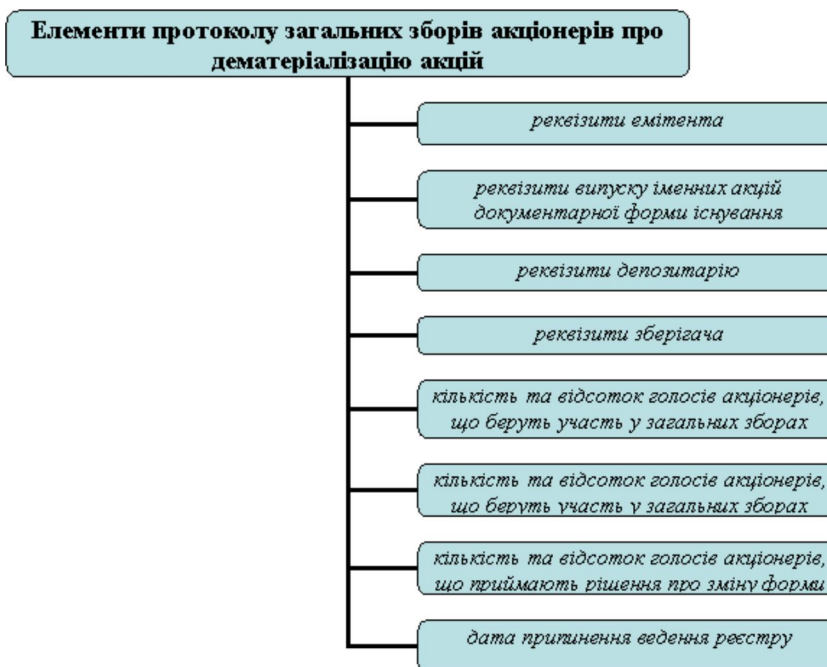 Елементи протоколу загальних зборів акціонерів про
дематеріалізацію акцій
реквізити емітента
реквізити випуску іменних акцій
документарної форми існування
реквізити депозитарію
реквізити зберігача
кількість та відсоток голосів акціонерів,
що беруть участь у загальних зборах
кількість та відсоток голосів акціонерів,
що беруть участь у загальних зборах
кількість та відсоток голосів акціонерів,
що приймають рішення про зміну форми
дата припинення ведення реєстру